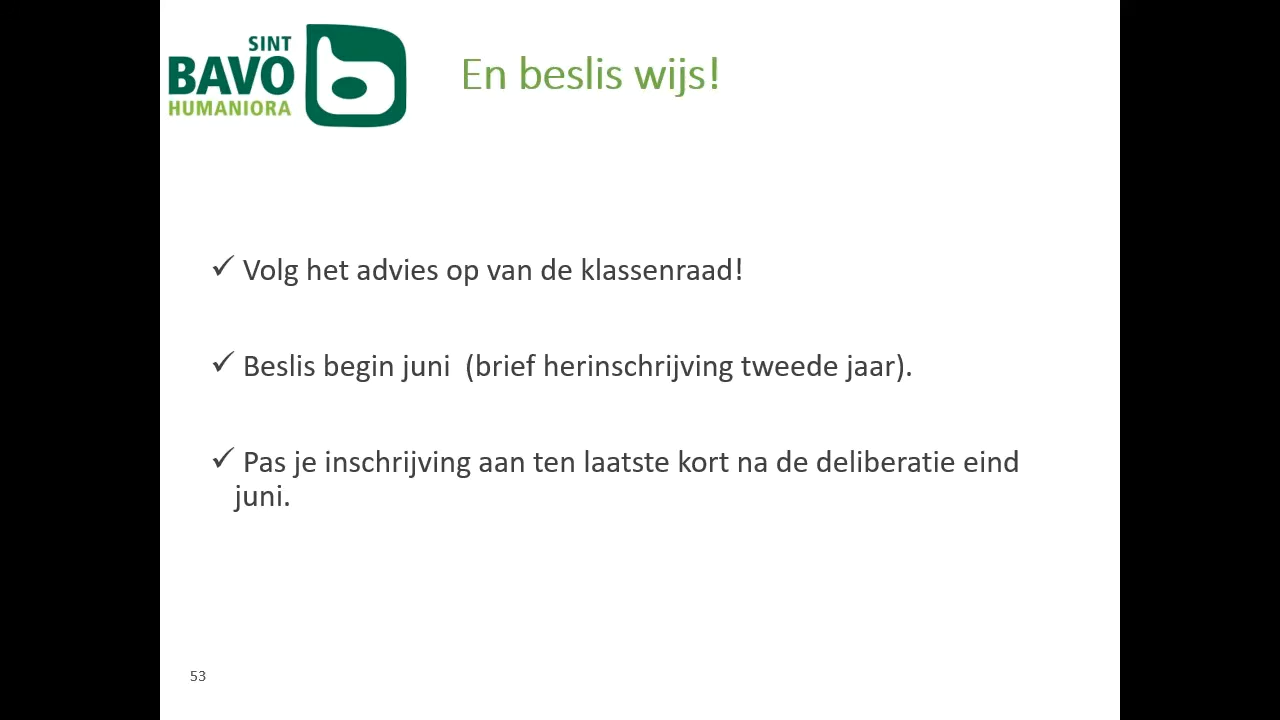 SINT
BAVO
HUMANIORA
En beslis wijs!
✓ Volg het advies op van de klassenraad!
✓ Beslis begin juni  (brief herinschrijving tweede jaar).
✓ Pas je inschrijving aan ten laatste kort na de deliberatie eind
juni.
53